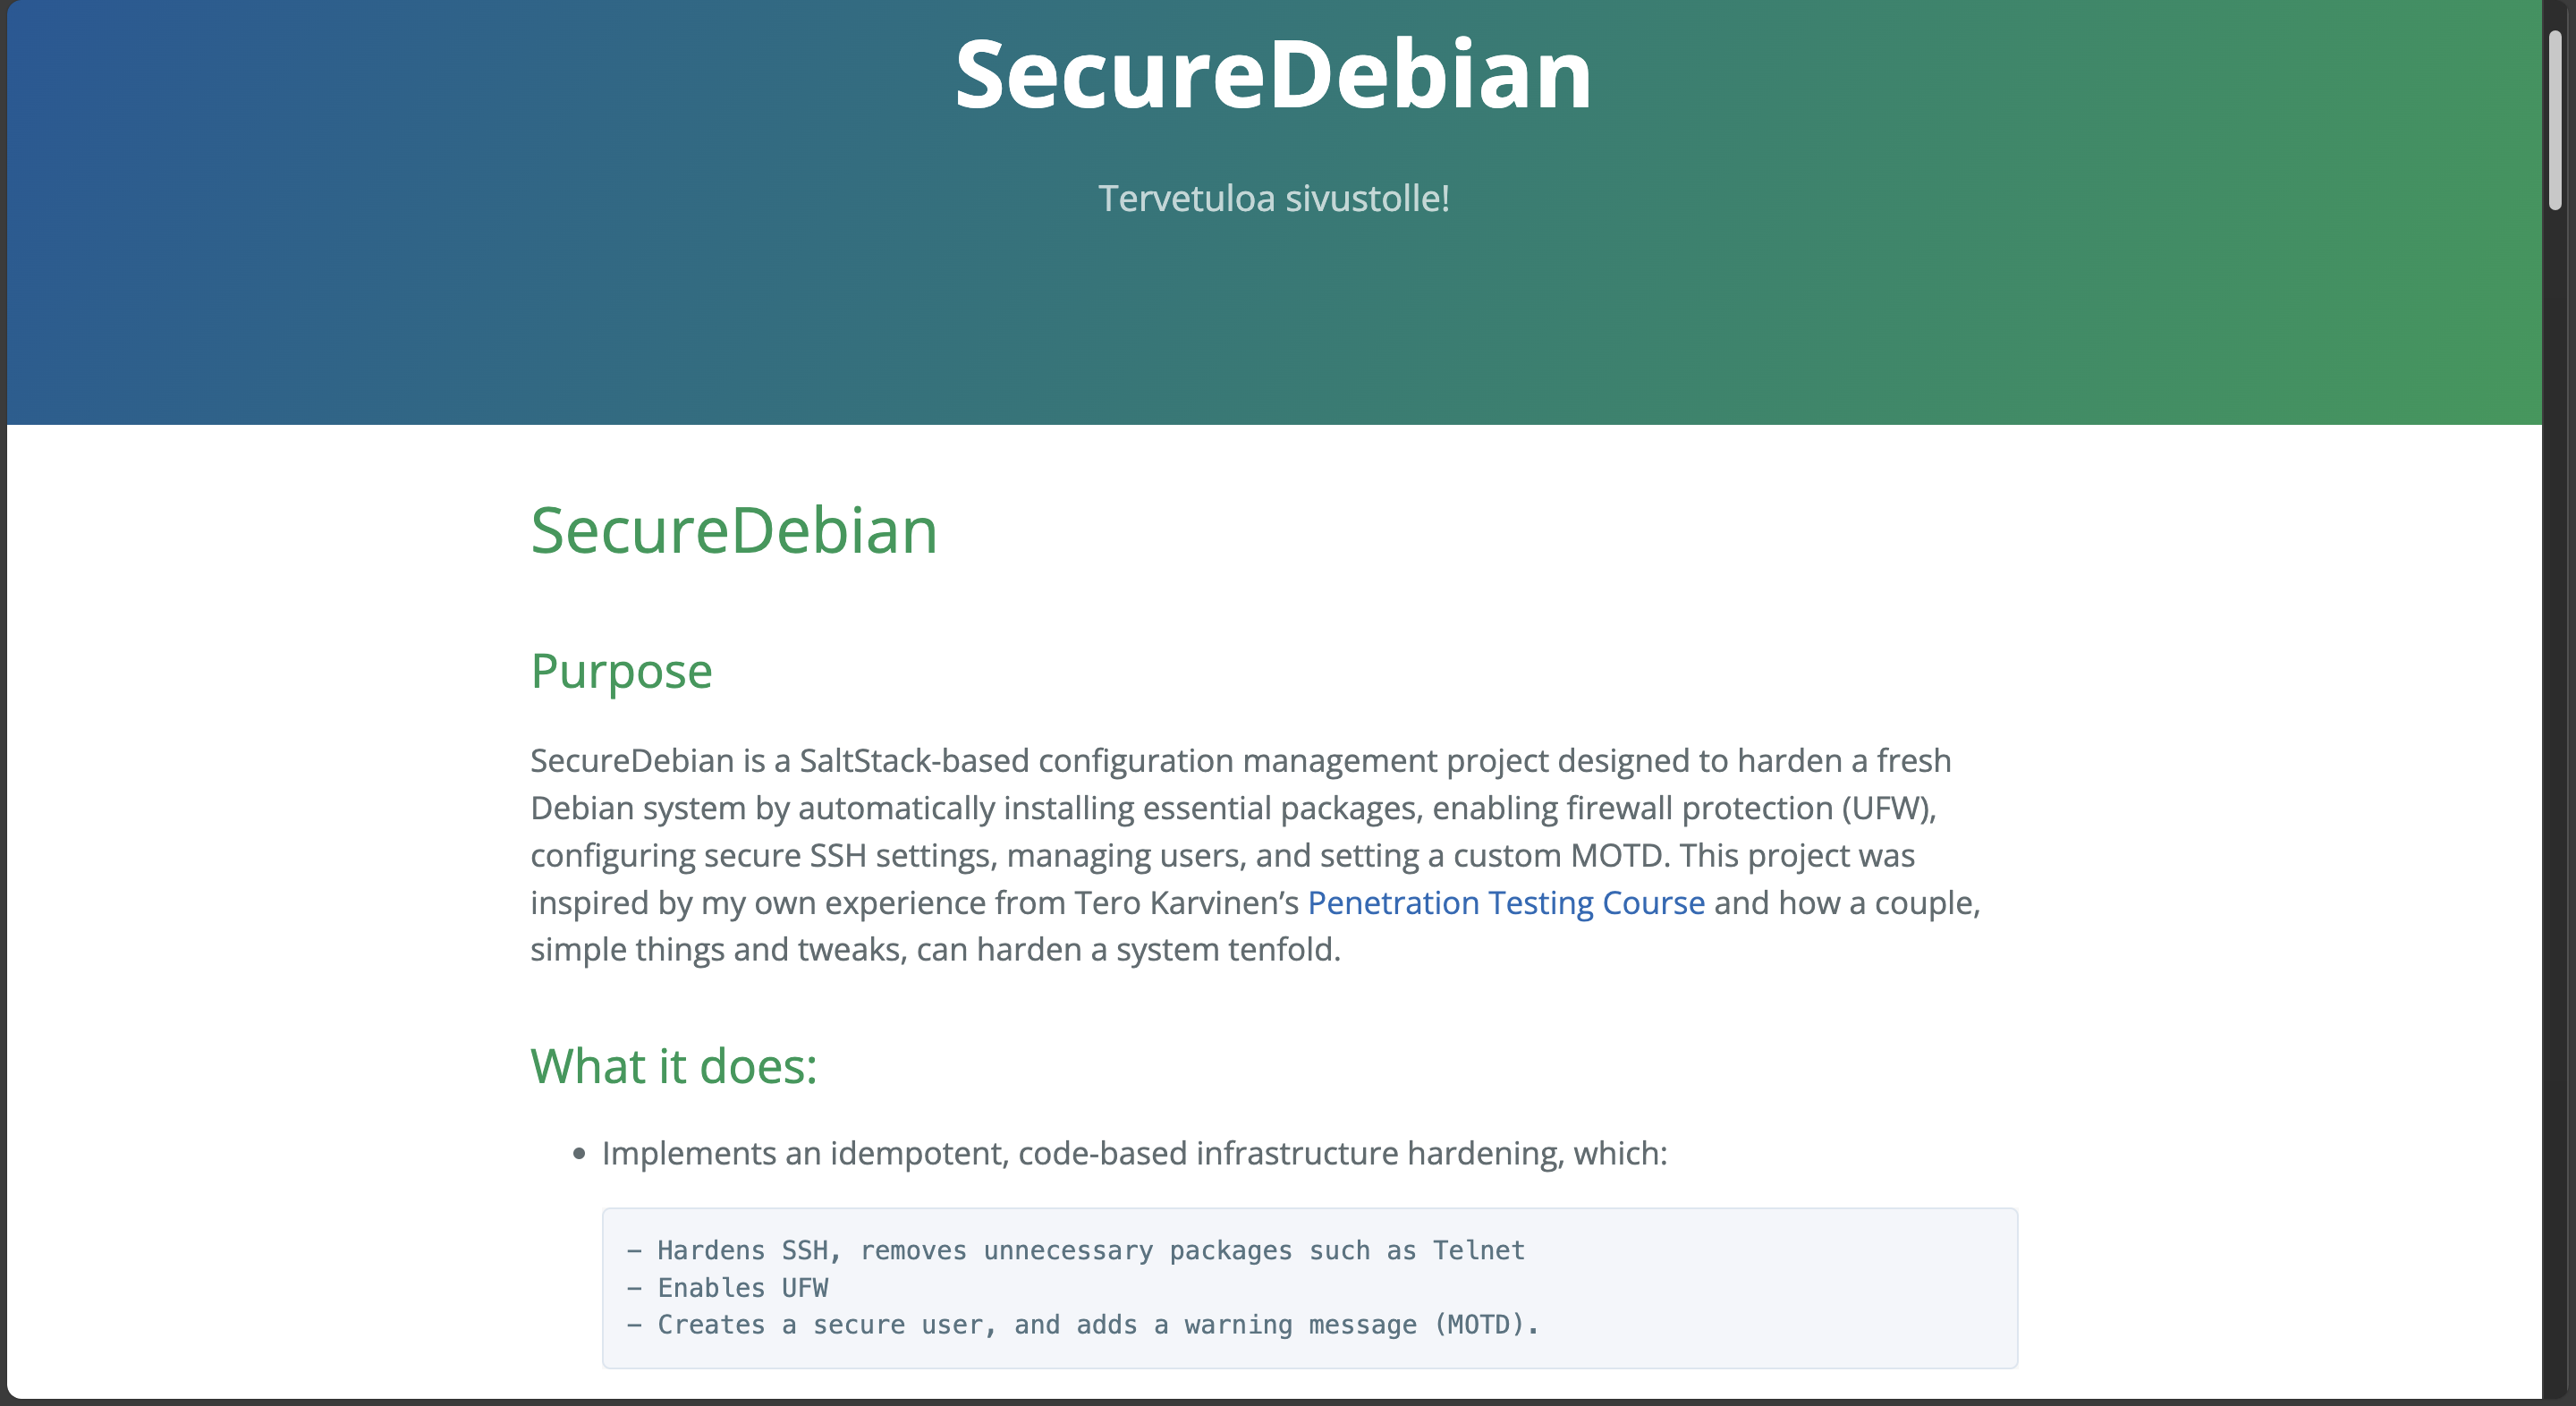 SecureDebian
Tervetuloa sivustolle!
SecureDebian
Purpose
SecureDebian is a SaltStack-based configuration management project designed to harden a fresh
Debian system by automatically installing essential packages, enabling firewall protection (UFW),
configuring secure SSH settings, managing users, and setting a custom MOTD. This project was
inspired by my own experience from Tero Karvinen’s Penetration Testing Course and how a couple,
simple things and tweaks, can harden a system tenfold.
What it does:
• Implements an idempotent, code-based infrastructure hardening, which:
– Hardens SSH, removes unnecessary packages such as Telnet
– Enables UFW
– Creates a secure user, and adds a warning message (MOTD).